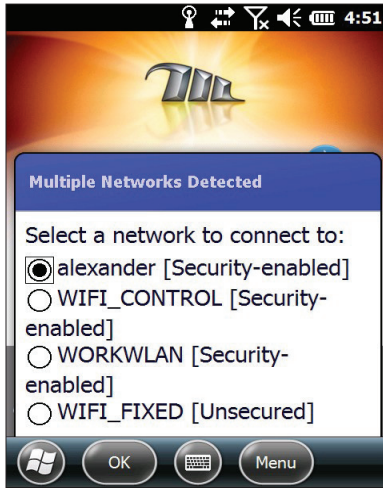 4:51
Multiple Networks Detected
Select a network to connect to:
alexander [Security-enabled]
WIFI_CONTROL [Security-
enabled]
WORKWLAN [Security-
enabled]
WIFI_FIXED [Unsecured]
OK
Menu